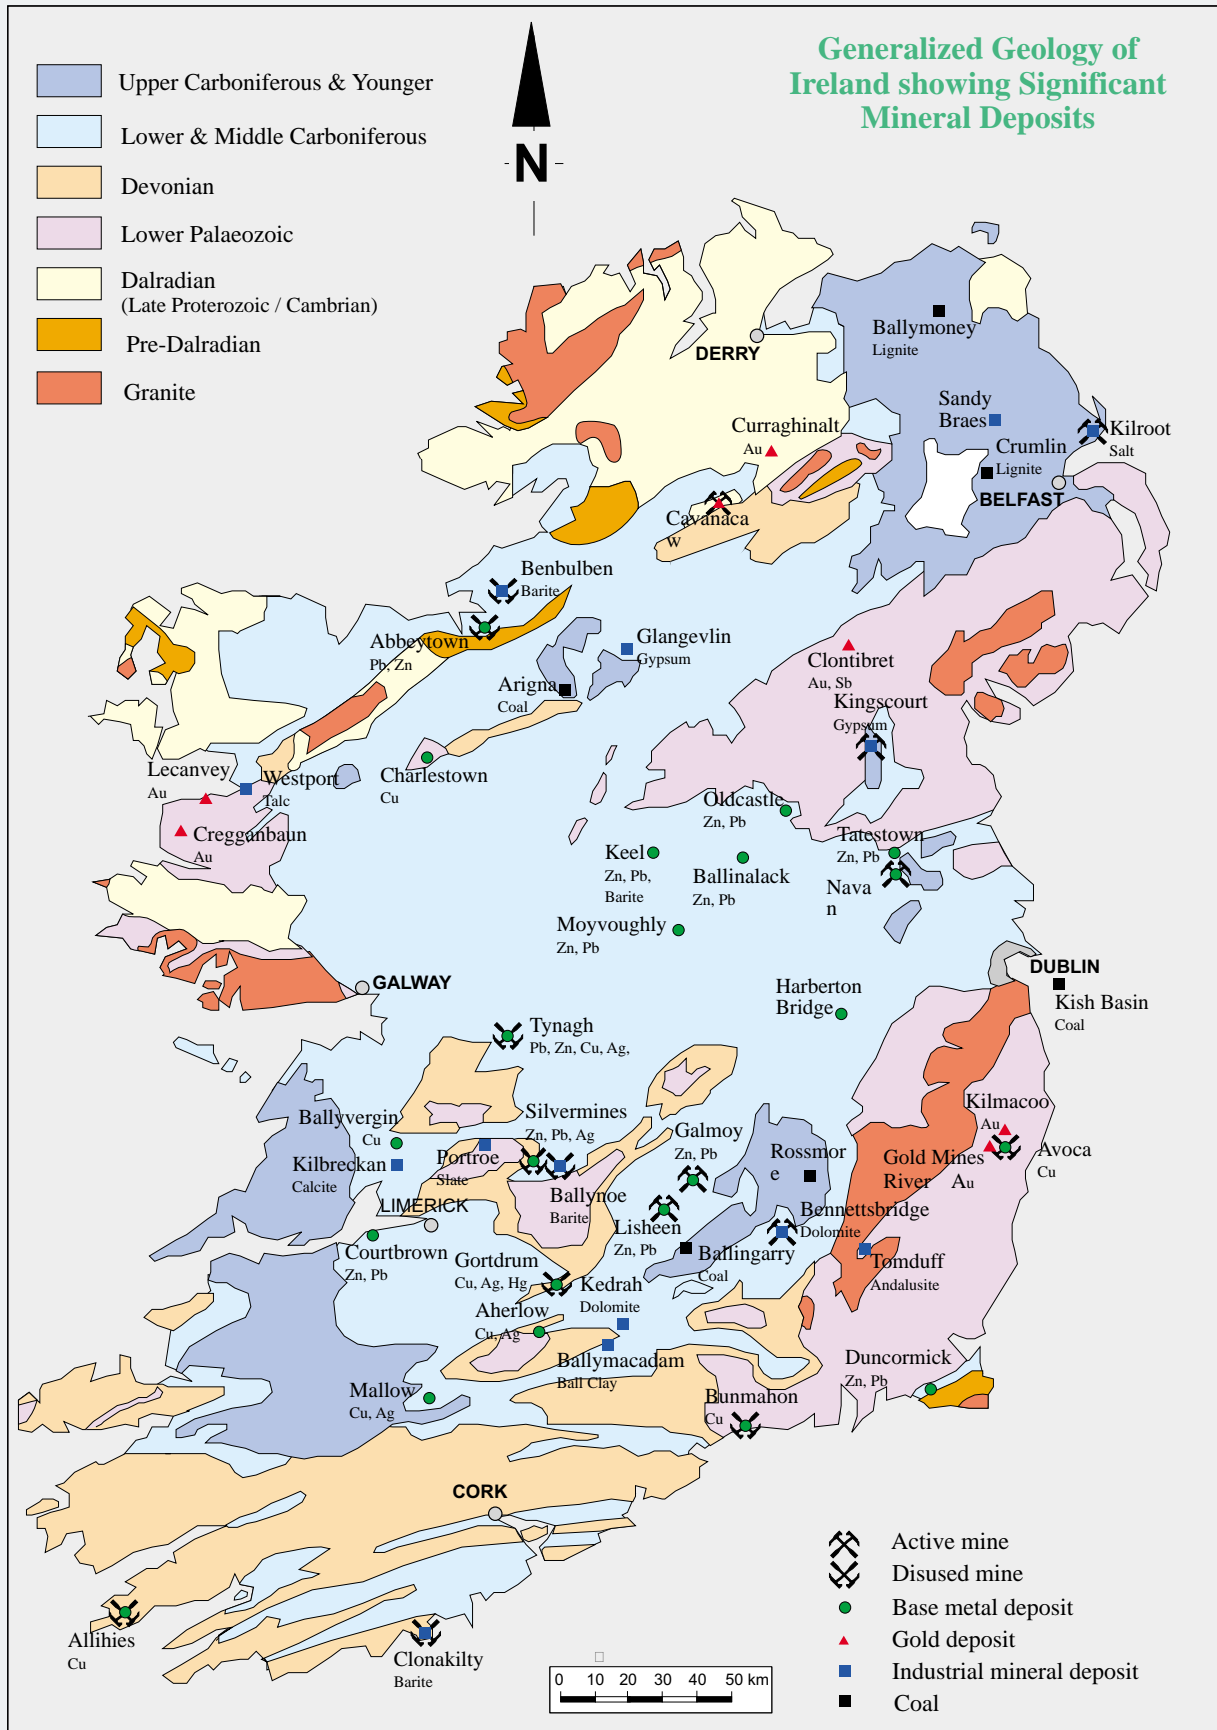 Generalized Geology of
Ireland showing Significant
Mineral Deposits
Upper Carboniferous & Younger
Lower & Middle Carboniferous
Devonian
Lower Palaeozoic
Dalradian
(Late Proterozoic / Cambrian)
Pre-Dalradian
Granite
N
DERRY
Ballymoney
Lignite
Sandy
Braes
Kilroot
Salt
Curraghinalt
Au
Crumlin
Lignite
BELFAST
Cavanaca
w
Benbulben
Barite
Abbeytown
Pb, Zn
Glangevlin
Gypsum
Clontibret
Au, Sb
Arigna
Coal
Kingscourt
Gypsum
Lecanvey
Au
Westport
Talc
Charlestown
Cu
Cregganbaun
Au
Oldcastle
Zn, Pb
Tatestown
Zn, Pb
Keel
Zn, Pb,
Barite
Ballinalack
Zn, Pb
Nava
n
Moyvoughly
Zn, Pb
GALWAY
DUBLIN
Harberton
Bridge
Kish Basin
Coal
Tynagh
Pb, Zn, Cu, Ag,
Ballyvergin
Cu
Silvermines
Zn, Pb, Ag
Kilmacoo
Au
Galmoy
Zn, Pb
Avoca
Cu
Kilbreckan
Calcite
Portroe
Slate
Rossmor
e
Gold Mines
River
Au
Ballynoe
Barite
LIMERICK
Lisheen
Zn, Pb
Bennettsbridge
Dolomite
Courtbrown
Zn, Pb
Gortdrum
Cu, Ag, Hg
Ballingarry
Coal
Tomduff
Andalusite
Kedrah
Dolomite
Aherlow
Cu, Ag
Ballymacadam
Ball Clay
Duncormick
Zn, Pb
Mallow
Cu, Ag
Bunmahon
Cu
CORK
Allihies
Cu
Clonakilty
Barite
Active mine
Disused mine
Base metal deposit
Gold deposit
Industrial mineral deposit
Coal
0 10 20 30 40 50 km